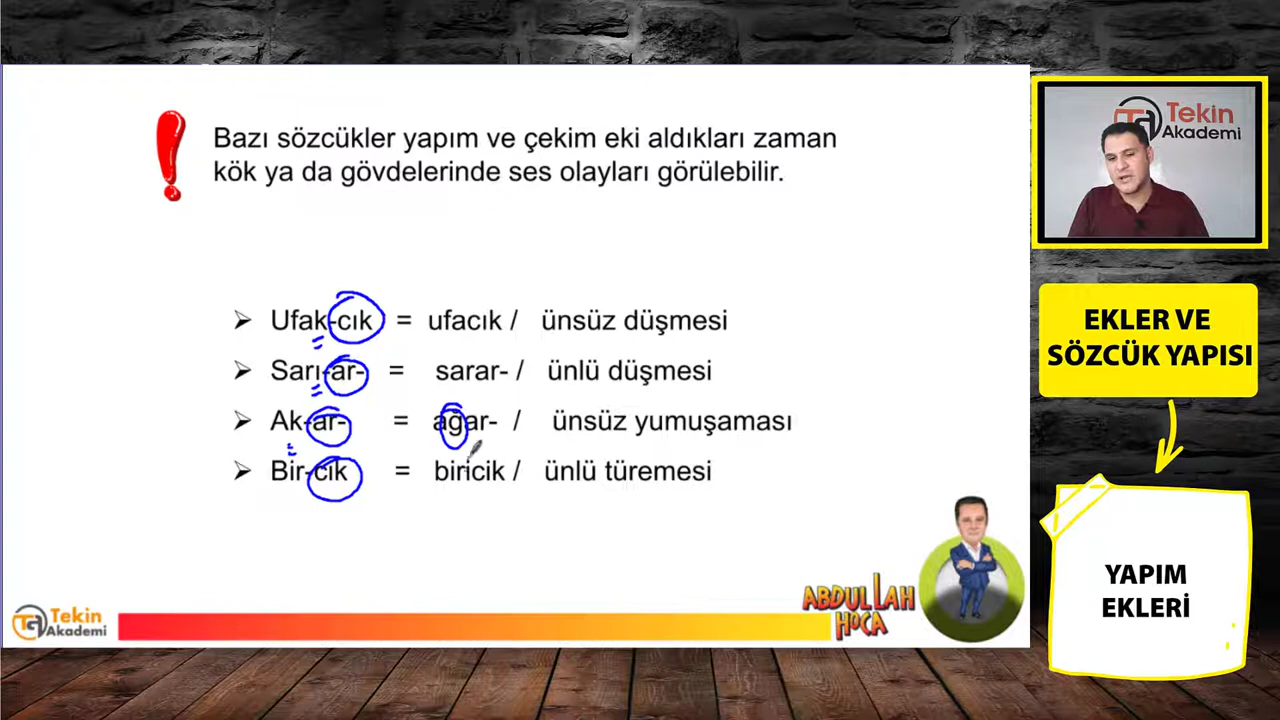 Bazı sözcükler yapım ve çekim eki aldıkları zaman
kök ya da gövdelerinde ses olayları görülebilir.
Ufak-cık = ufacık / ünsüz düşmesi
Sarı-ar- = sarar- / ünlü düşmesi
Ak-ar- = ağar- / ünsüz yumuşaması
Bir-cik = biricik / ünlü türemesi
Tekin
Akademi
EKLER VE
SÖZCÜK YAPISI
YAPIM
EKLERİ
ABDULLAH
HOCA
TG Tekin
Akademi